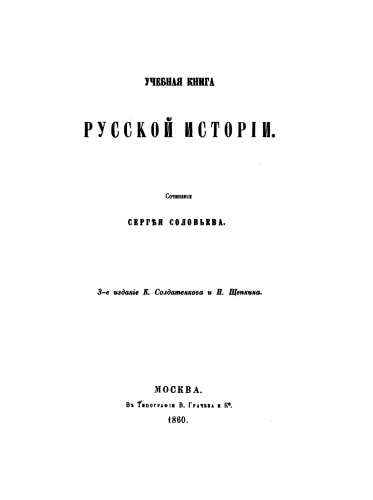 УЧЕБНАЯ КНИГА
РУССКОЙ ИСТОРІИ.
Сочиненіе
СЕРГѢЯ СОЛОВЬЕВА.
3-е изданіе К. Солдатенкова и Н. Щепкина.
МОСКВА.
Въ Типографіи В. Грачева и Кº.
1860.